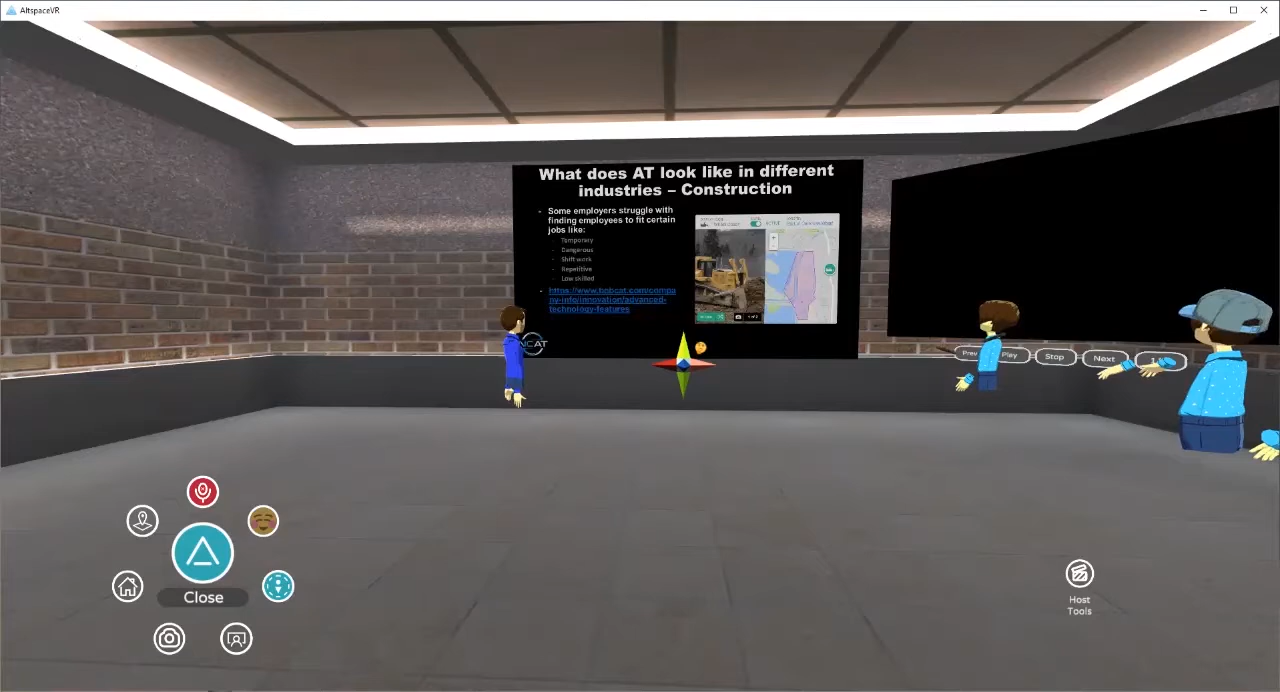 AltspaceVR
What does AT look like in different
industries – Construction
- Some employers struggle with
finding employees to fit certain
jobs like:
- Temporary
- Dangerous
- Shift work
- Repetitive
- Low skilled
- https://www.bobcat.com/compa
ny-info/innovation/advanced-
technology-features
NCAT
Prev
Play
Stop
Next
Close
Host
Tools